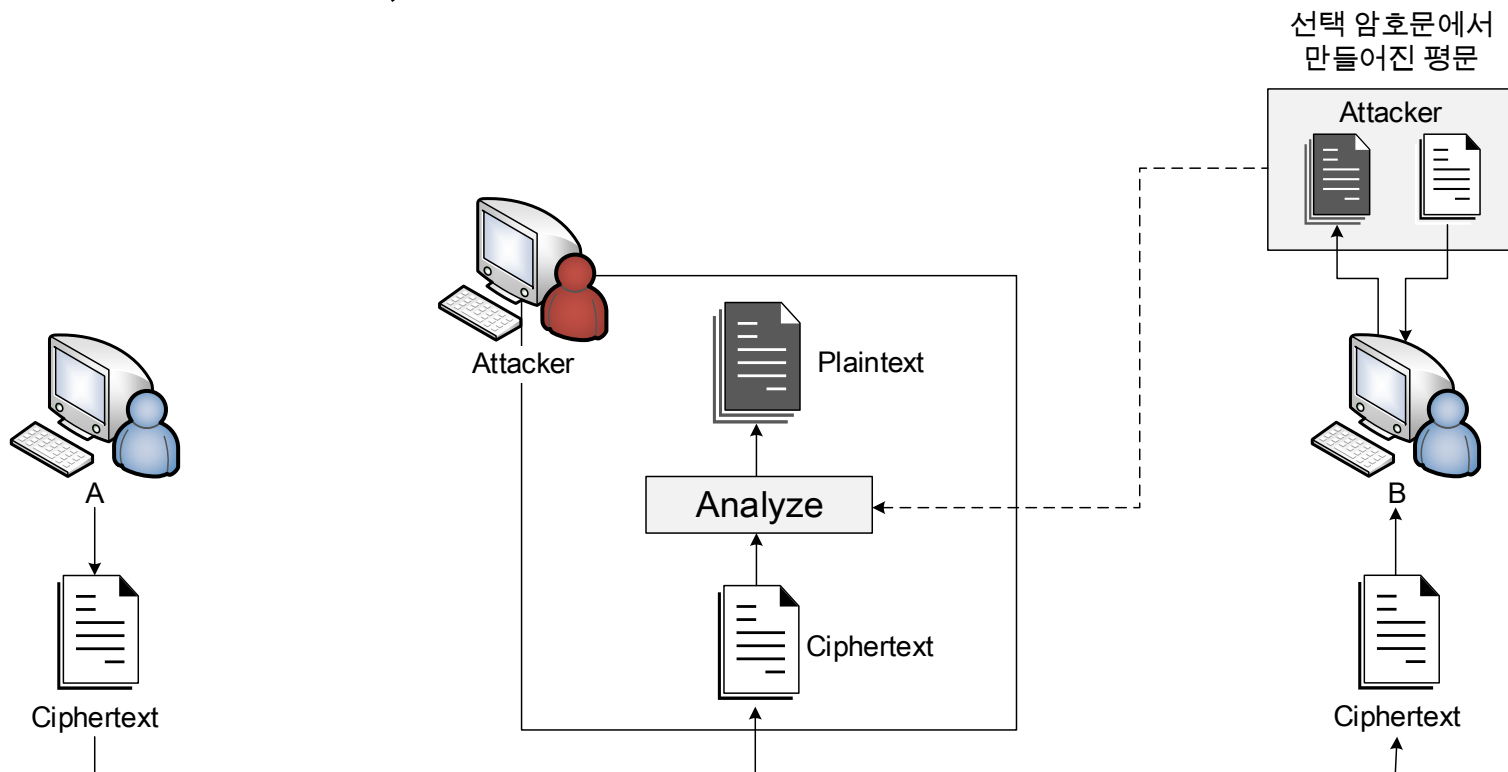 선택 암호문에서
만들어진 평문
Attacker
Attacker
Plaintext
A
Analyze
B
Ciphertext
Ciphertext
Ciphertext